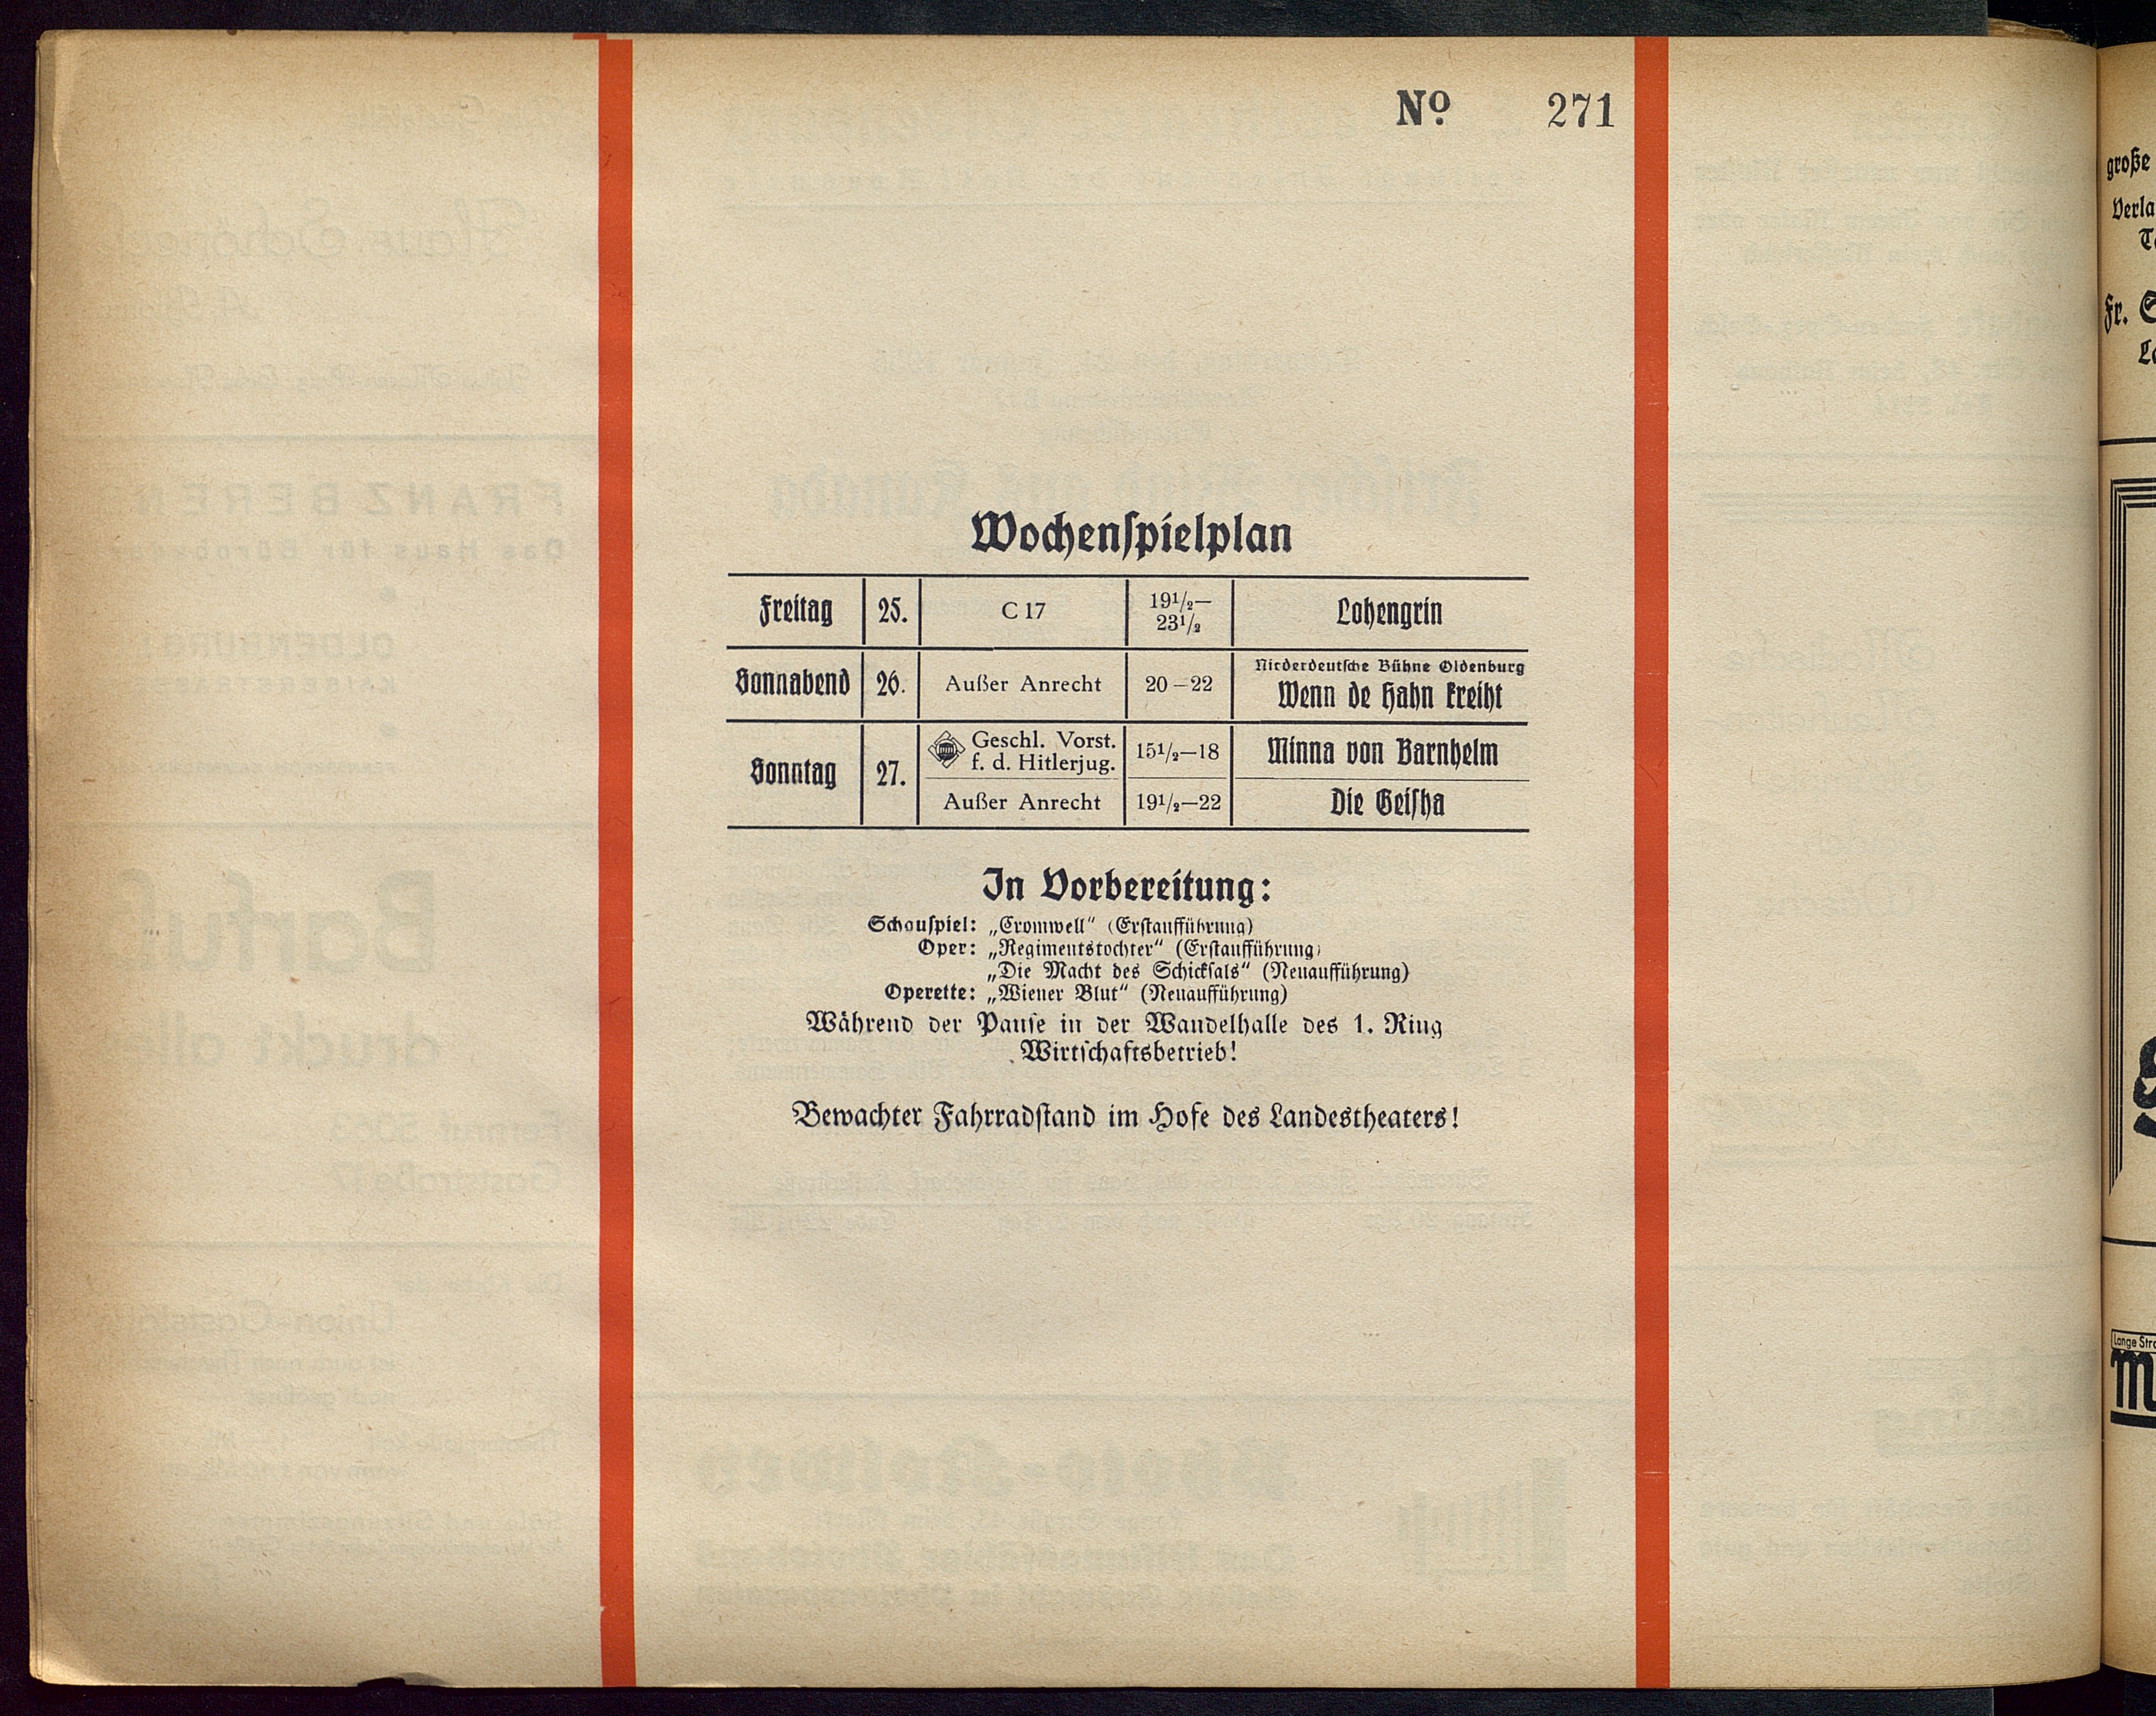 Nº 271
Wochenspielplan
Freitag 25. C 17 19½— 23½ Lohengrin
Sonnabend 26. Außer Anrecht 20—22 Niederdeutsche Bühne Oldenburg
Wenn de Hahn kreiht
Sonntag 27. Geschl. Vorst. f. d. Hitlerjug. 15½—18 Minna von Barnhelm
Außer Anrecht 19½—22 Die Geisha
In Vorbereitung:
Schauspiel: „Cromwell“ (Erstaufführung)
Oper: „Regimentstochter“ (Erstaufführung)
„Die Macht des Schicksals“ (Neuaufführung)
Operette: „Wiener Blut“ (Neuaufführung)
Während der Pause in der Wandelhalle des 1. Ring
Wirtschaftsbetrieb!
Bewachter Fahrradstand im Hofe des Landestheaters!
große
Fr.
Lange